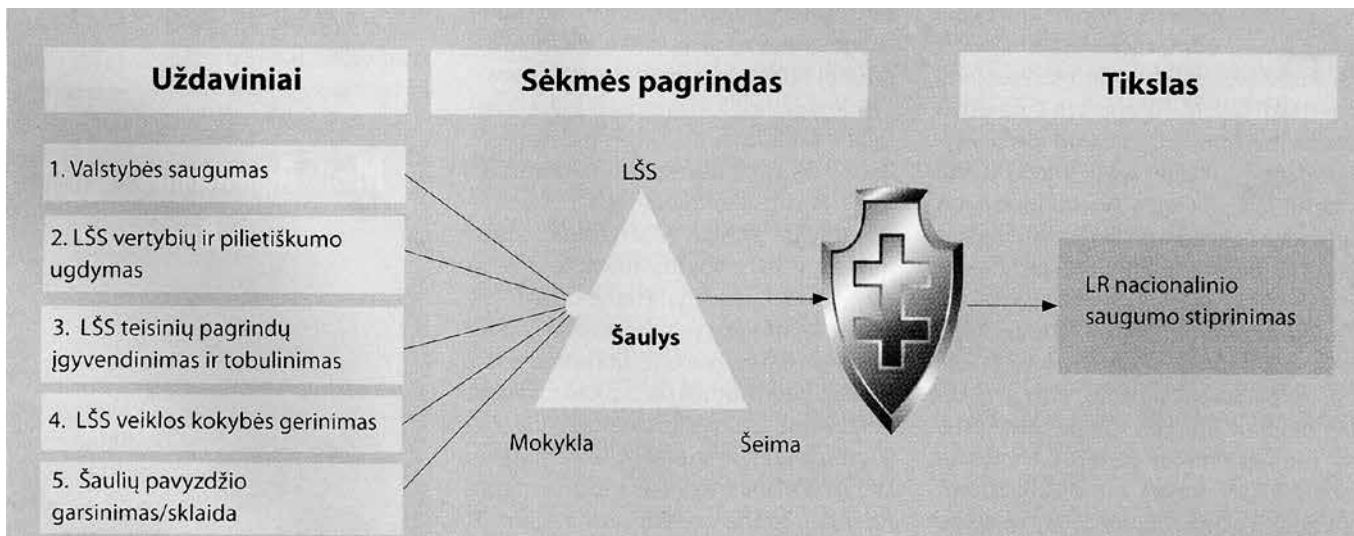 Uždaviniai
Sėkmės pagrindas
Tikslas
1. Valstybės saugumas
2. LŠS vertybių ir pilietiškumo
ugdymas
3. LŠS teisinių pagrindų
įgyvendinimas ir tobulinimas
4. LŠS veiklos kokybės gerinimas
5. Šaulių pavyzdžio
garsinimas/sklaida
LŠS
Šaulys
Mokykla
Šeima
LR nacionalinio
saugumo stiprinimas